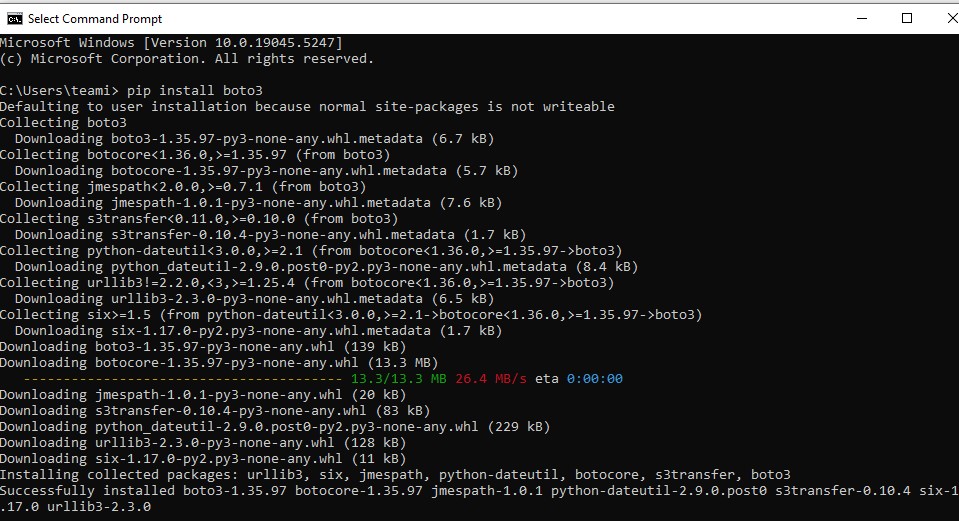 Select Command Prompt
Microsoft Windows [Version 10.0.19045.5247]
(c) Microsoft Corporation. All rights reserved.
C:\Users\teami> pip install boto3
Defaulting to user installation because normal site-packages is not writeable
Collecting boto3
  Downloading boto3-1.35.97-py3-none-any.whl.metadata (6.7 kB)
Collecting botocore<1.36.0,>=1.35.97 (from boto3)
  Downloading botocore-1.35.97-py3-none-any.whl.metadata (5.7 kB)
Collecting jmespath<2.0.0,>=0.7.1 (from boto3)
  Downloading jmespath-1.0.1-py3-none-any.whl.metadata (7.6 kB)
Collecting s3transfer<0.11.0,>=0.10.0 (from boto3)
  Downloading s3transfer-0.10.4-py3-none-any.whl.metadata (1.7 kB)
Collecting python-dateutil<3.0.0,>=2.1 (from botocore<1.36.0,>=1.35.97->boto3)
  Downloading python_dateutil-2.9.0.post0-py2.py3-none-any.whl.metadata (8.4 kB)
Collecting urllib3!=2.2.0,<3,>=1.25.4 (from botocore<1.36.0,>=1.35.97->boto3)
  Downloading urllib3-2.3.0-py3-none-any.whl.metadata (6.5 kB)
Collecting six>=1.5 (from python-dateutil<3.0.0,>=2.1->botocore<1.36.0,>=1.35.97->boto3)
  Downloading six-1.17.0-py2.py3-none-any.whl.metadata (1.7 kB)
Downloading boto3-1.35.97-py3-none-any.whl (139 kB)
Downloading botocore-1.35.97-py3-none-any.whl (13.3 MB)
   ---------------------------------------- 13.3/13.3 MB 26.4 MB/s eta 0:00:00
Downloading jmespath-1.0.1-py3-none-any.whl (20 kB)
Downloading s3transfer-0.10.4-py3-none-any.whl (83 kB)
Downloading python_dateutil-2.9.0.post0-py2.py3-none-any.whl (229 kB)
Downloading urllib3-2.3.0-py3-none-any.whl (128 kB)
Downloading six-1.17.0-py2.py3-none-any.whl (11 kB)
Installing collected packages: urllib3, six, jmespath, python-dateutil, botocore, s3transfer, boto3
Successfully installed boto3-1.35.97 botocore-1.35.97 jmespath-1.0.1 python-dateutil-2.9.0.post0 s3transfer-0.10.4 six-1
.17.0 urllib3-2.3.0